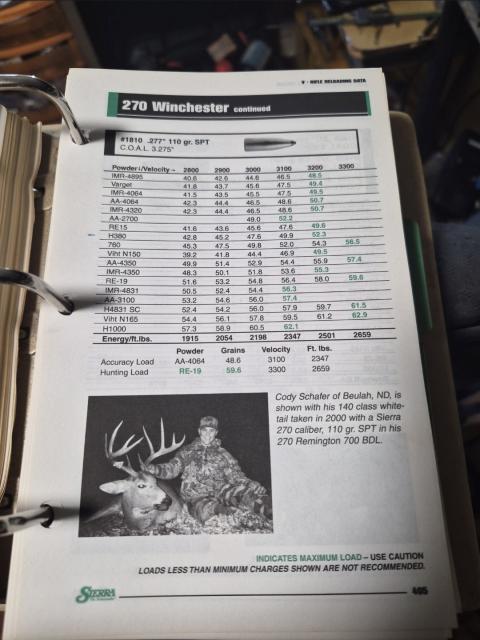 V - RIFLE RELOADING DATA
270 Winchester continued
#1810 .277" 110 gr. SPT
C.O.A.L. 3.275"
Powder↓/Velocity→ 2800 2900 3000 3100 3200 3300
IMR-4895 40.6 42.6 44.6 46.5 48.5
Varget 41.8 43.7 45.6 47.5 49.4
IMR-4064 41.5 43.5 45.5 47.5 49.5
AA-4064 42.3 44.4 46.5 48.6 50.7
IMR-4320 42.3 44.4 46.5 48.6 50.7
AA-2700 49.0 52.2
RE15 41.6 43.6 45.6 47.6 49.6
H380 42.8 45.2 47.6 49.9 52.3
760 45.3 47.5 49.8 52.0 54.3 56.5
Viht N150 39.2 41.8 44.4 46.9 49.5
AA-4350 49.9 51.4 52.9 54.4 55.9 57.4
IMR-4350 48.3 50.1 51.8 53.6 55.3
RE-19 51.6 53.2 54.8 56.4 58.0 59.6
IMR-4831 50.5 52.4 54.4 56.3
AA-3100 53.2 54.6 56.0 57.4
H4831 SC 52.4 54.2 56.0 57.9 59.7 61.5
Viht N165 54.4 56.1 57.8 59.5 61.2 62.9
H1000 57.3 58.9 60.5 62.1
Energy/ft.lbs. 1915 2054 2198 2347 2501 2659
Powder Grains Velocity Ft. lbs.
Accuracy Load AA-4064 48.6 3100 2347
Hunting Load RE-19 59.6 3300 2659
Cody Schafer of Beulah, ND, is
shown with his 140 class white-
tail taken in 2000 with a Sierra
270 caliber, 110 gr. SPT in his
270 Remington 700 BDL.
INDICATES MAXIMUM LOAD – USE CAUTION
LOADS LESS THAN MINIMUM CHARGES SHOWN ARE NOT RECOMMENDED.
SIERRA
405